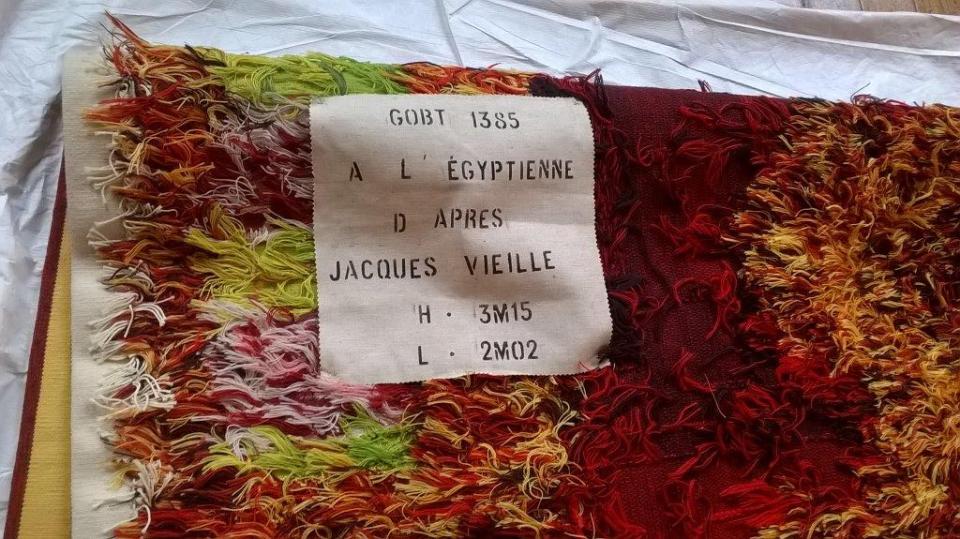 GOBT 1385
A L' ÉGYPTIENNE
D APRES
JACQUES VIEILLE
H. 3M15
L. 2M02